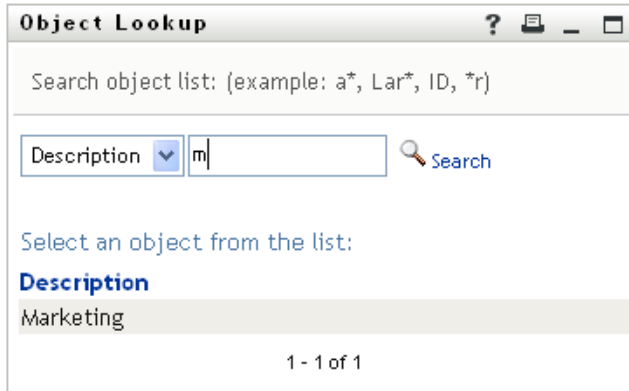 Object Lookup ?
Search object list: (example: a*, Lar*, ID, *r)
Description m Search
Select an object from the list:
Description
Marketing
1 - 1 of 1